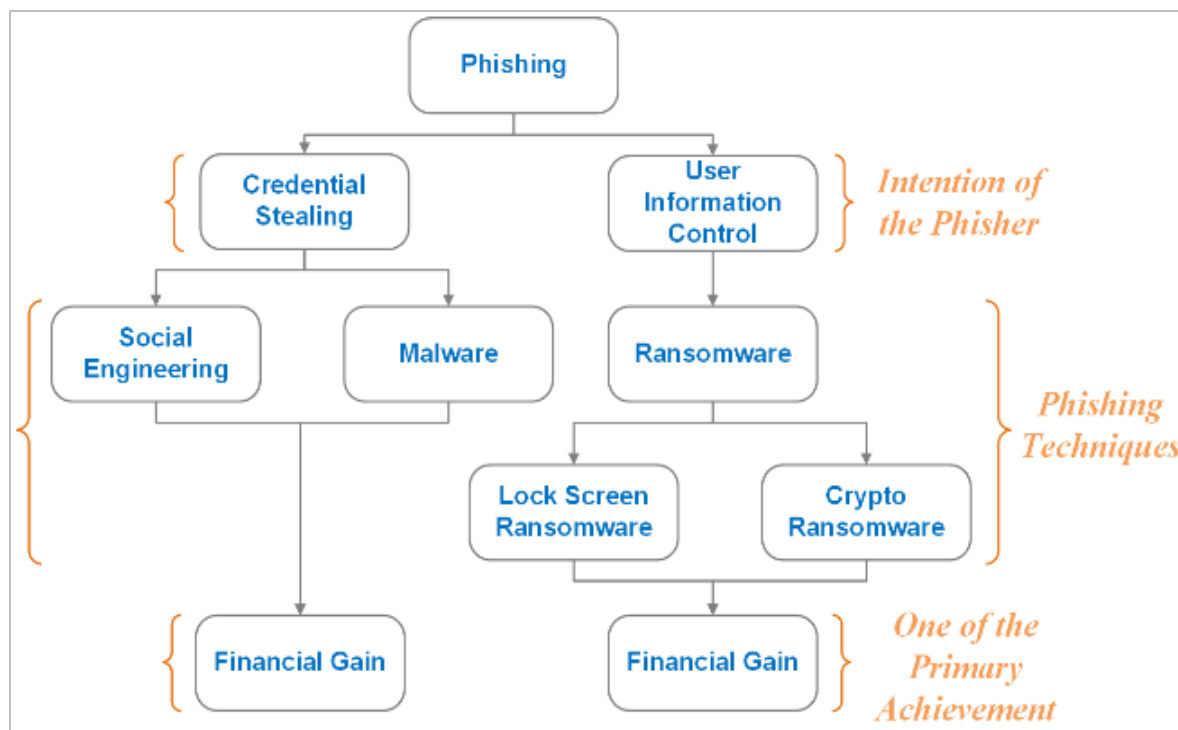 Phishing
Credential
Stealing
User
Information
Control
Intention of
the Phisher
Social
Engineering
Malware
Ransomware
Phishing
Techniques
Lock Screen
Ransomware
Crypto
Ransomware
Financial Gain
Financial Gain
One of the
Primary
Achievement